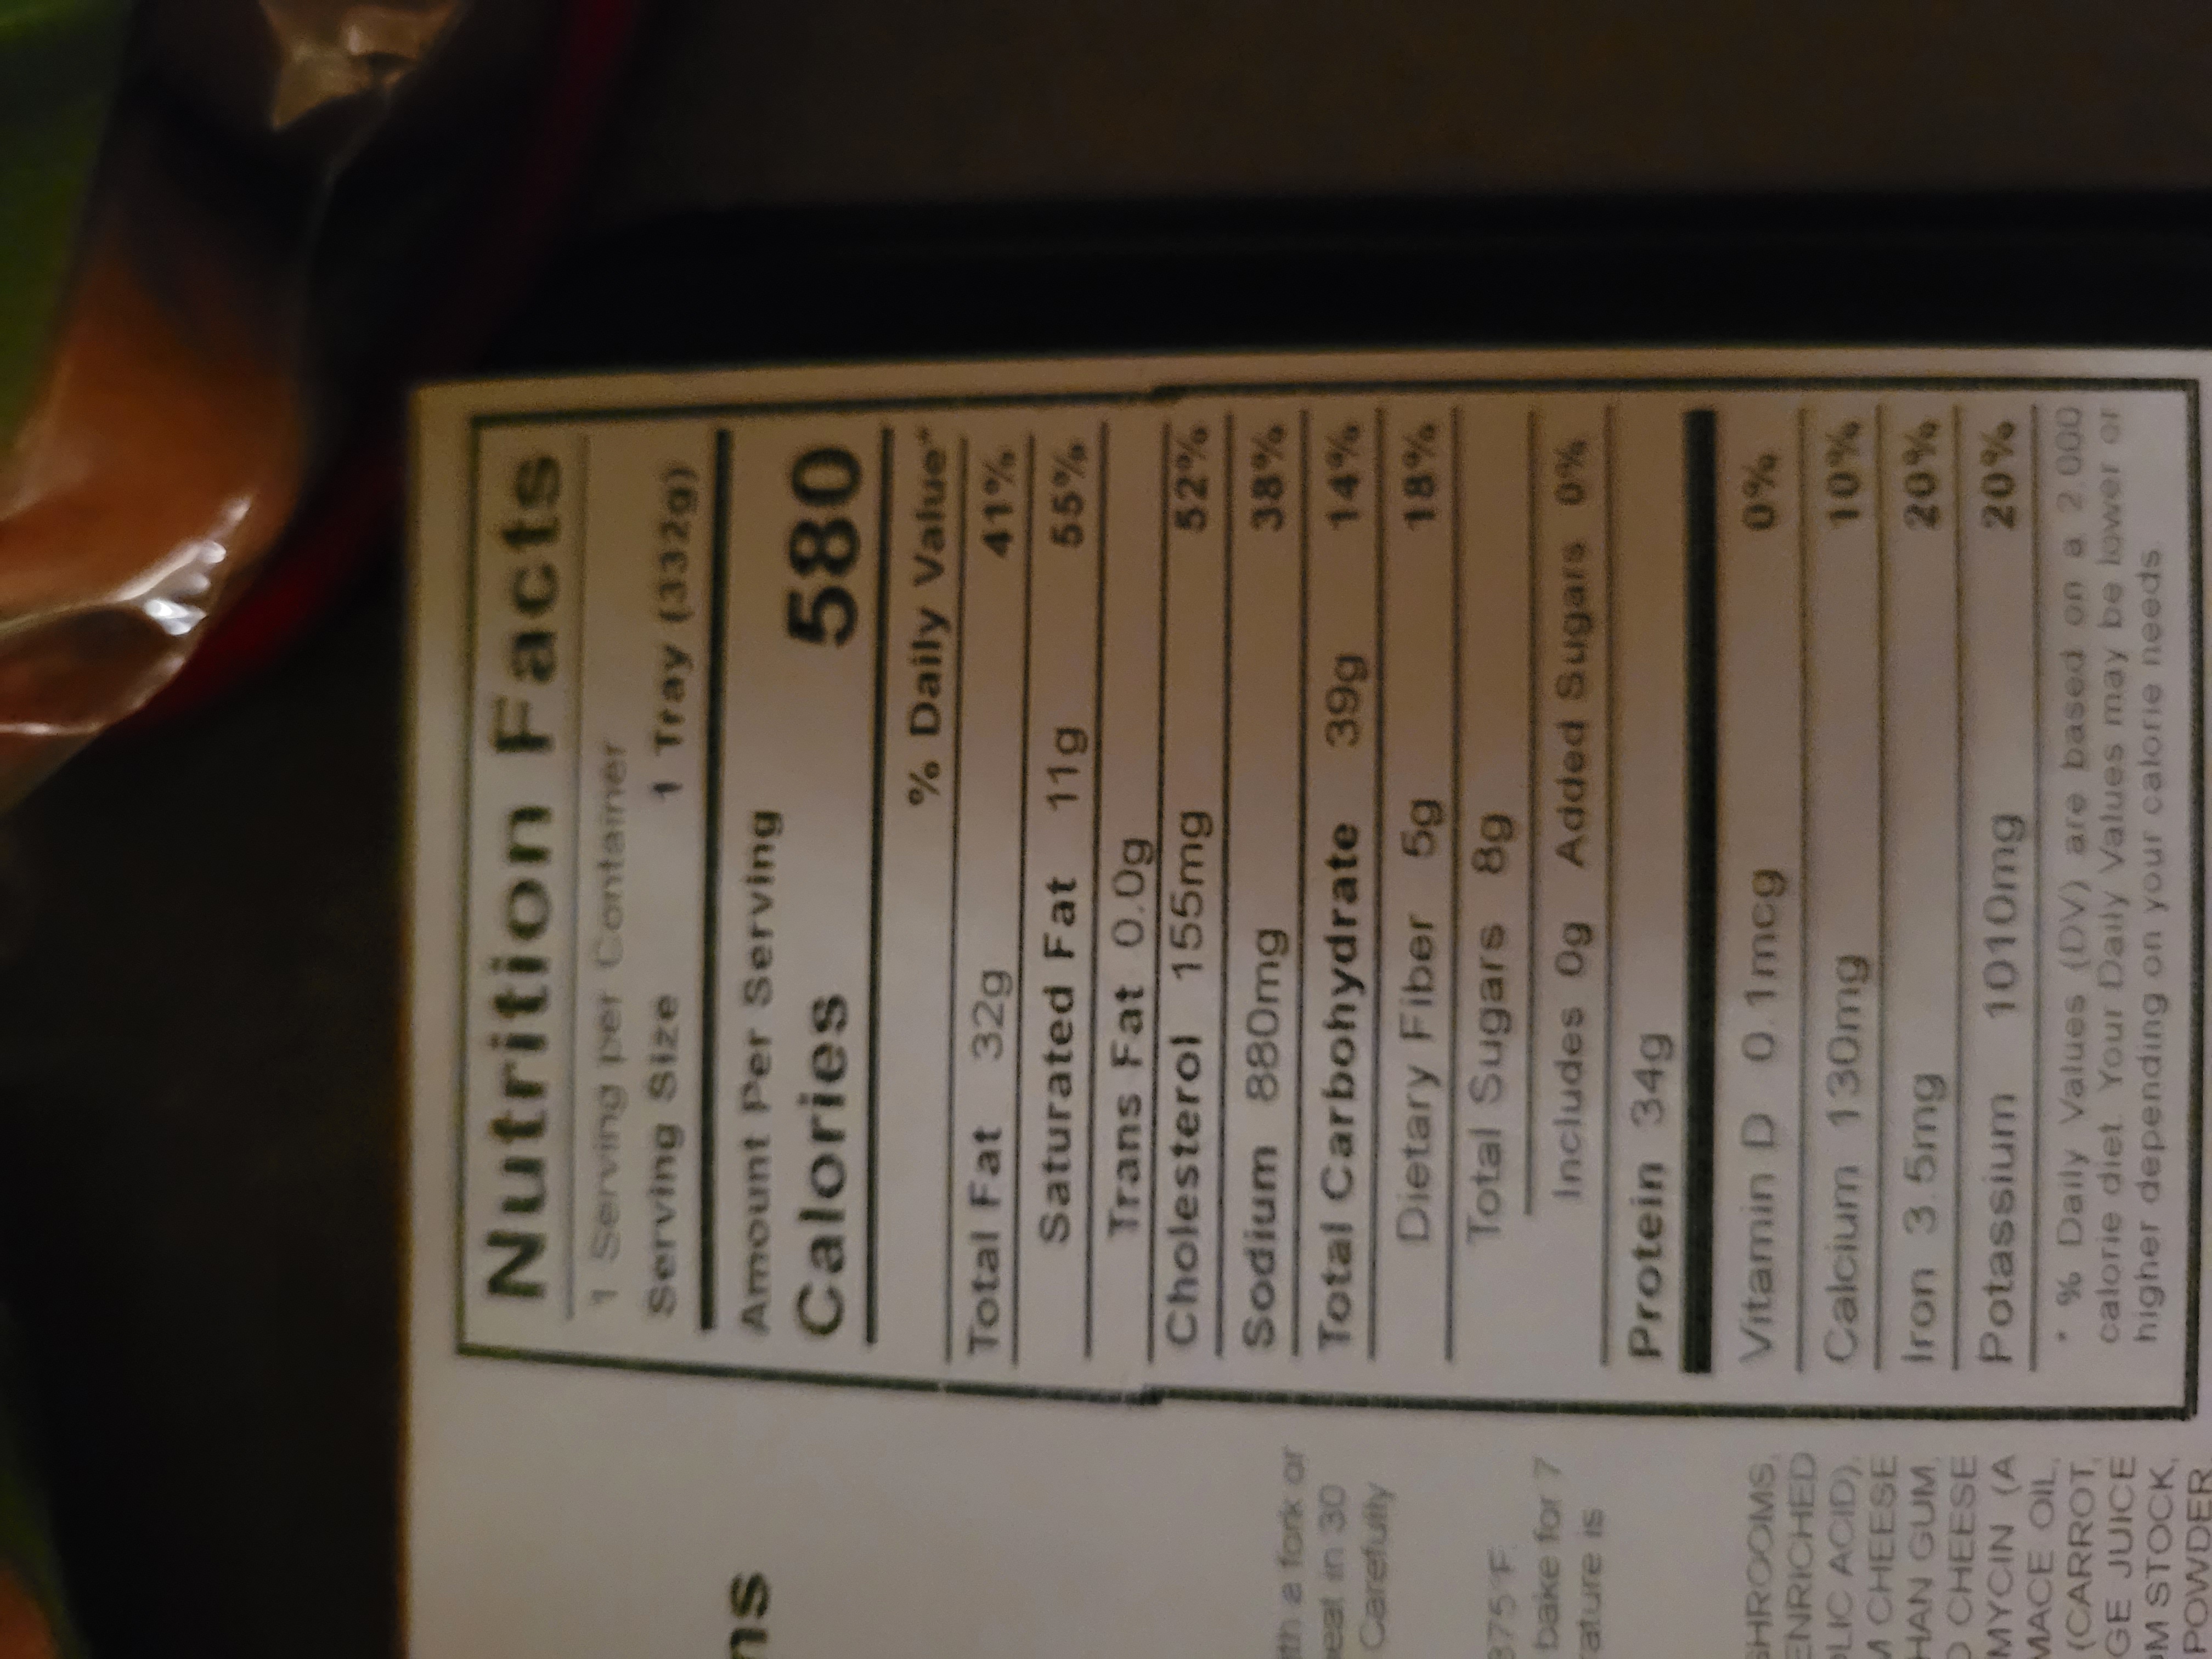 ns
th a fork or
eat in 30
Carefully
375°F.
bake for 7
rature is
SHROOMS,
ENRICHED
LIC ACID),
M CHEESE
HAN GUM,
D CHEESE
MYCIN (A
MACE OIL,
(CARROT,
GE JUICE
OM STOCK,
POWDER,
Nutrition Facts
1 Serving per Container
Serving Size 1 Tray (332g)
Amount Per Serving
Calories 580
% Daily Value*
Total Fat 32g 41%
Saturated Fat 11g 55%
Trans Fat 0.0g
Cholesterol 155mg 52%
Sodium 880mg 38%
Total Carbohydrate 39g 14%
Dietary Fiber 5g 18%
Total Sugars 8g
Includes 0g Added Sugars 0%
Protein 34g
Vitamin D 0.1mcg 0%
Calcium 130mg 10%
Iron 3.5mg 20%
Potassium 1010mg 20%
* % Daily Values (DV) are based on a 2,000
calorie diet. Your Daily Values may be lower or
higher depending on your calorie needs.